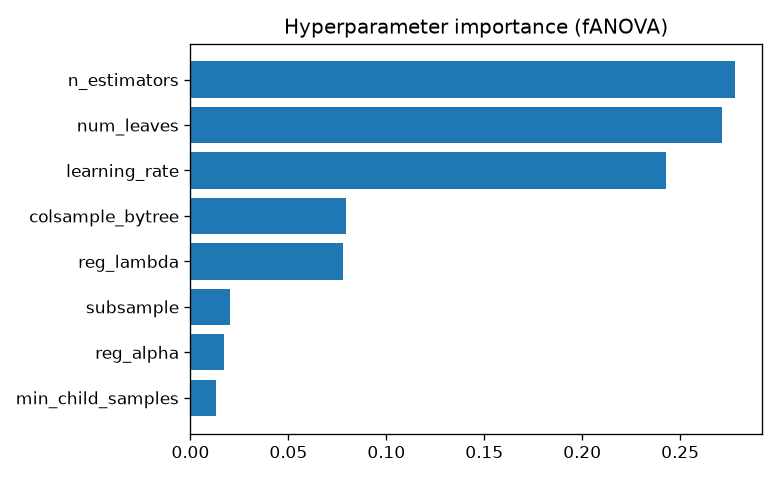 Hyperparameter importance (fANOVA)
n_estimators
num_leaves
learning_rate
colsample_bytree
reg_lambda
subsample
reg_alpha
min_child_samples
0.00 0.05 0.10 0.15 0.20 0.25